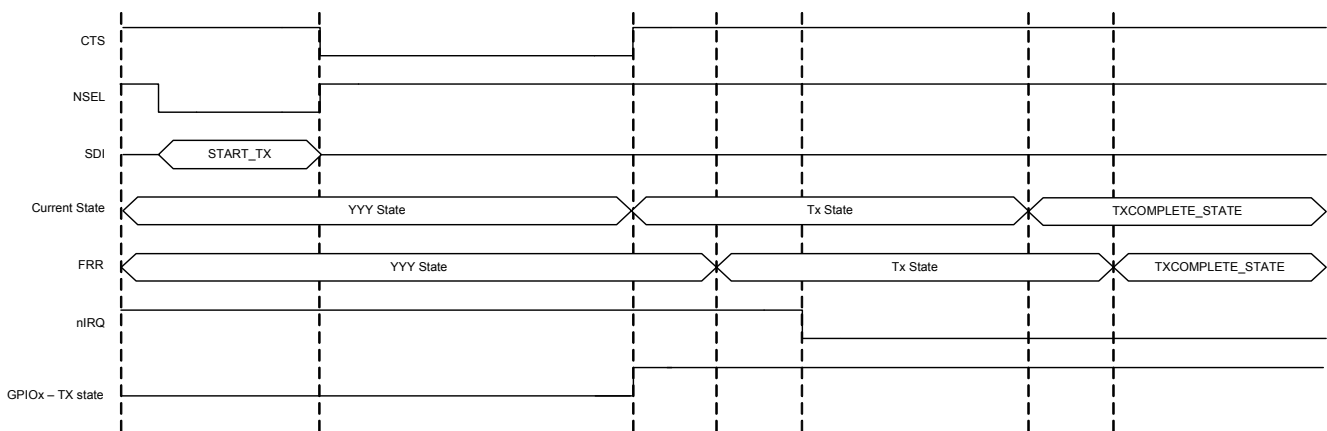 CTS
NSEL
SDI START_TX
Current State YYY State Tx State TXCOMPLETE_STATE
FRR YYY State Tx State TXCOMPLETE_STATE
nIRQ
GPIOx – TX state